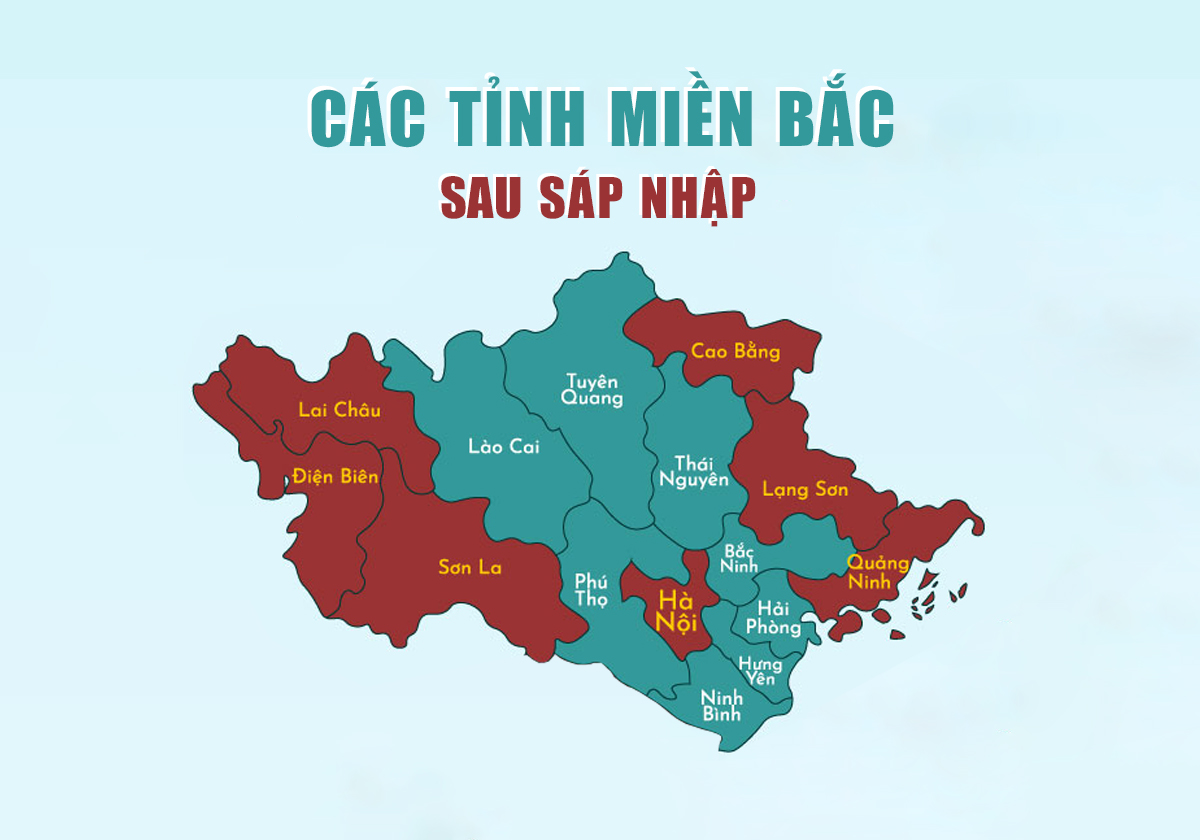 CÁC TỈNH MIỀN BẮC
SAU SÁP NHẬP
Cao Bằng
Tuyên
Quang
Lai Châu
Lào Cai
Thái
Nguyên
Điện Biên
Lạng Sơn
Sơn La
Bắc
Ninh
Quảng
Ninh
Phú
Thọ
Hà
Nội
Hải
Phòng
Hưng
Yên
Ninh
Bình